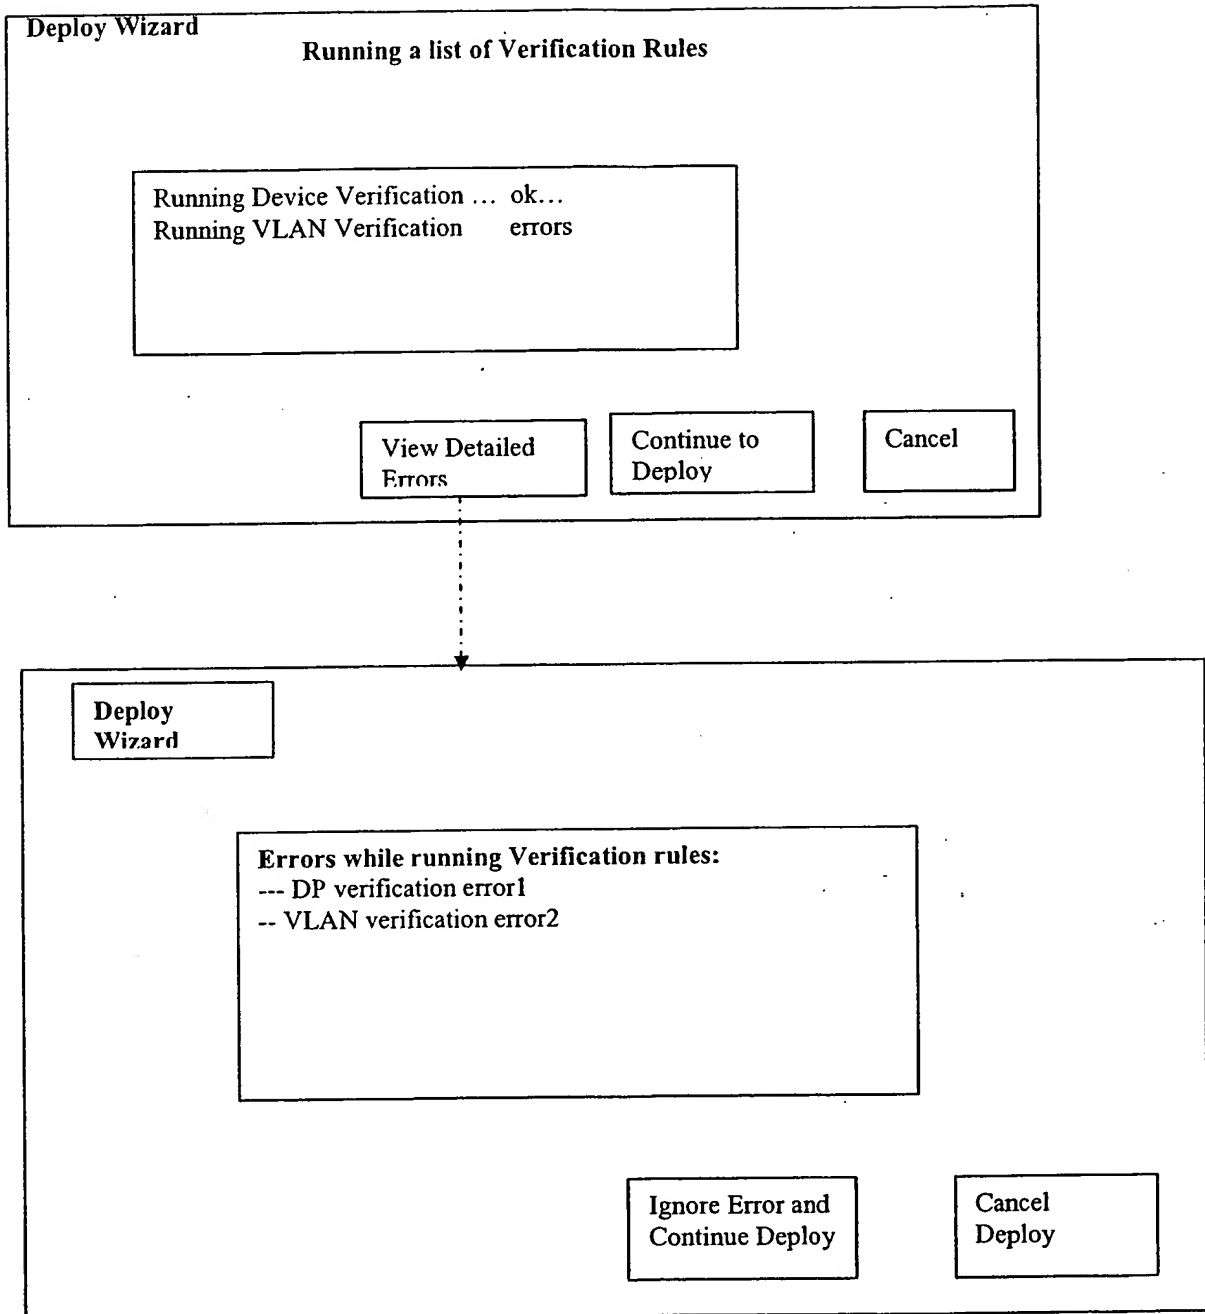 Deploy Wizard
Running a list of Verification Rules
Running Device Verification ... ok...
Running VLAN Verification errors
View Detailed
Errors
Continue to
Deploy
Cancel
Deploy
Wizard
Errors while running Verification rules:
--- DP verification error1
-- VLAN verification error2
Ignore Error and
Continue Deploy
Cancel
Deploy